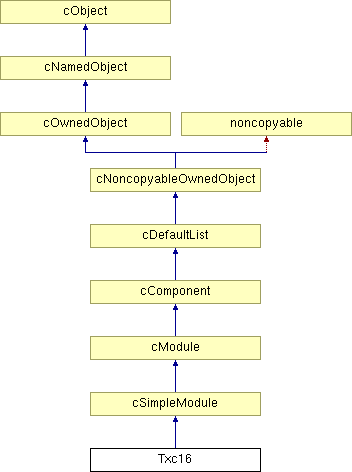 cObject
cNamedObject
cOwnedObject
noncopyable
cNoncopyableOwnedObject
cDefaultList
cComponent
cModule
cSimpleModule
Txc16